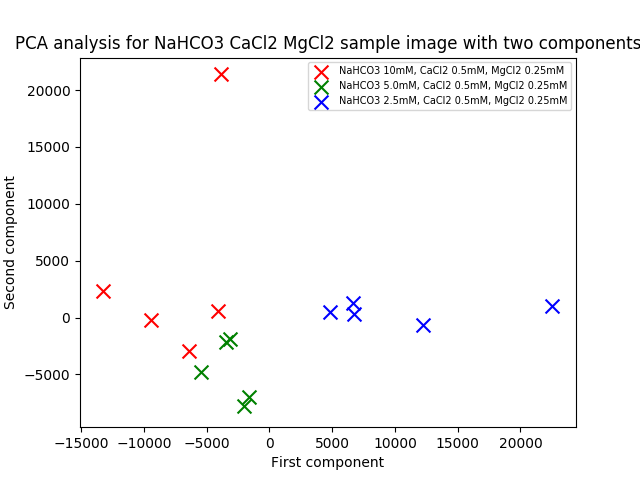 PCA analysis for NaHCO3 CaCl2 MgCl2 sample image with two components
NaHCO3 10mM, CaCl2 0.5mM, MgCl2 0.25mM
NaHCO3 5.0mM, CaCl2 0.5mM, MgCl2 0.25mM
NaHCO3 2.5mM, CaCl2 0.5mM, MgCl2 0.25mM
Second component
20000
15000
10000
5000
0
−5000
−15000 −10000 −5000 0 5000 10000 15000 20000
First component